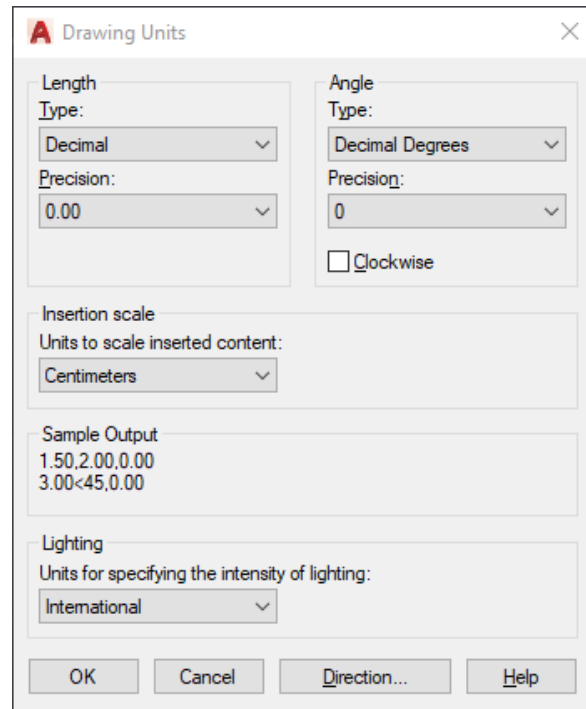 Drawing Units
Length
Type:
Decimal
Precision:
0.00
Angle
Type:
Decimal Degrees
Precision:
0
Clockwise
Insertion scale
Units to scale inserted content:
Centimeters
Sample Output
1.50,2.00,0.00
3.00<45,0.00
Lighting
Units for specifying the intensity of lighting:
International
OK Cancel Direction... Help